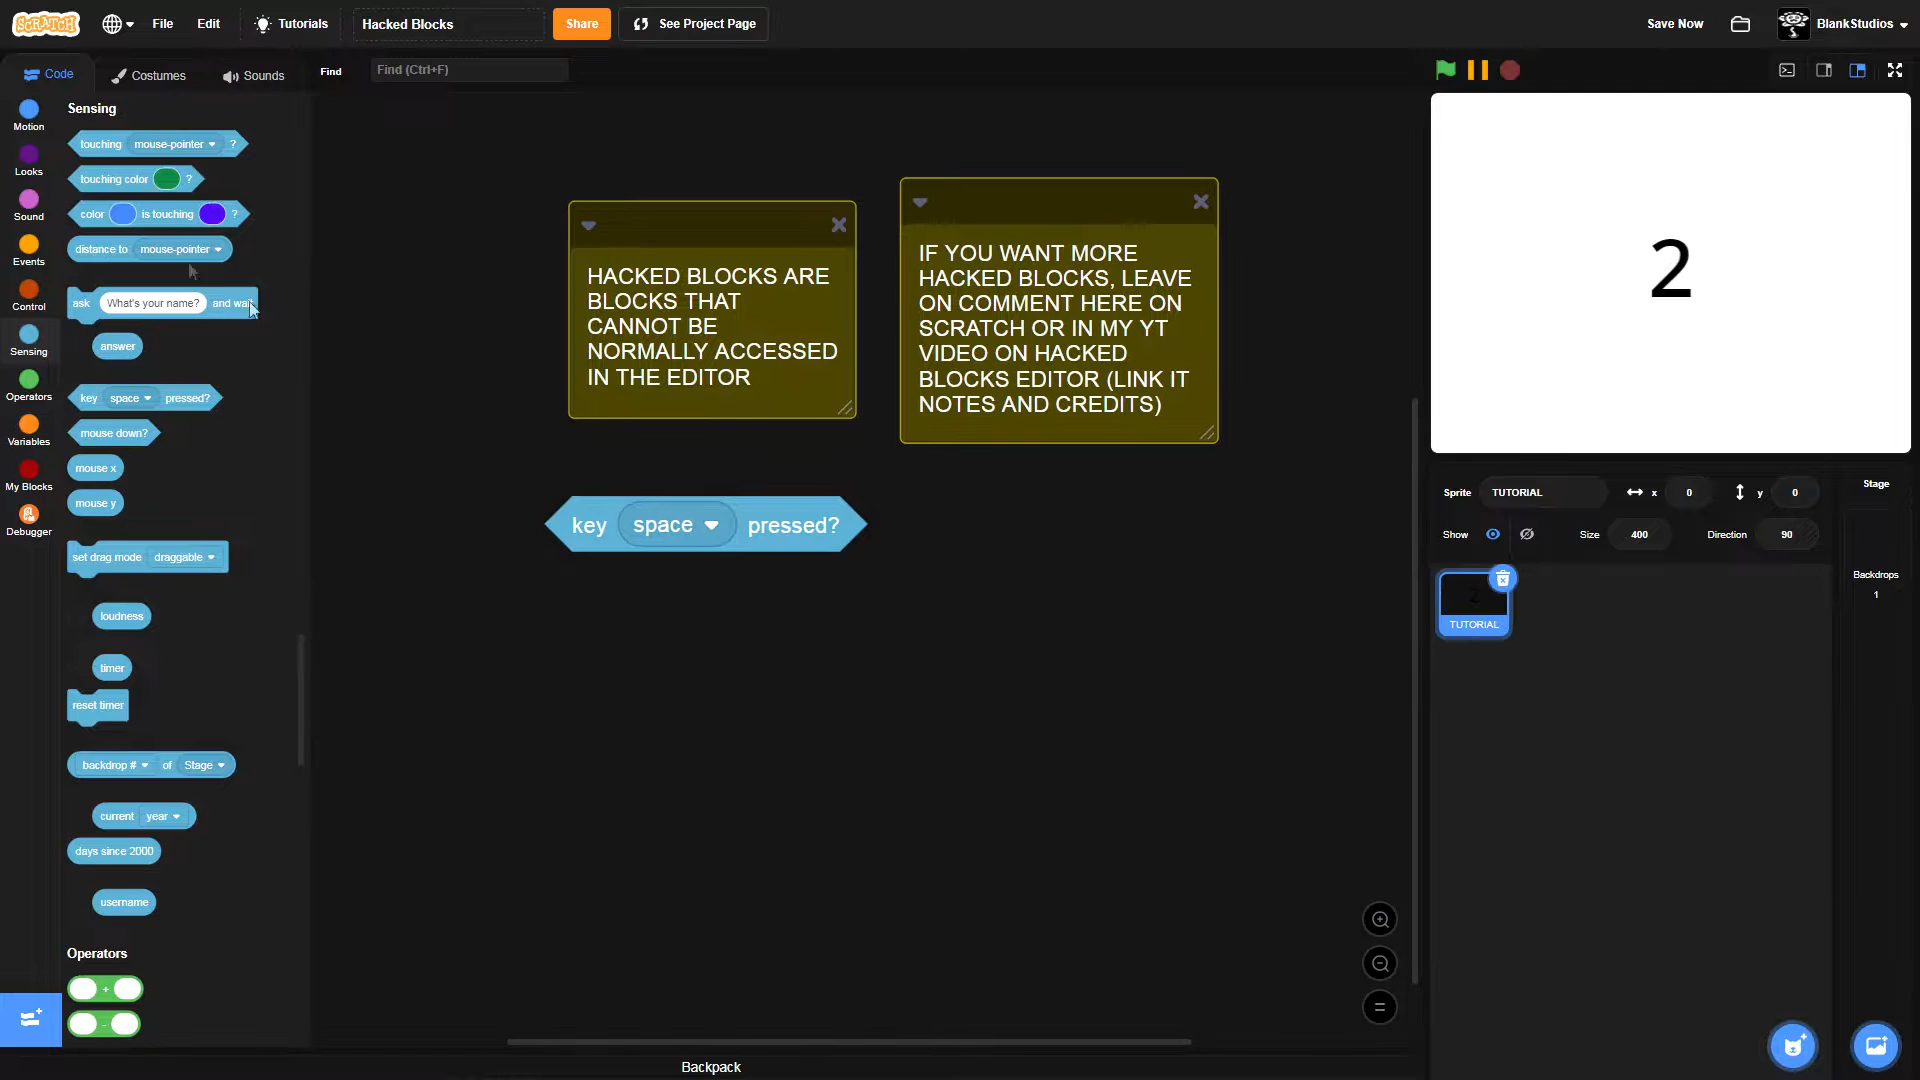 SCRATCH
File
Edit
Tutorials
Hacked Blocks
Share
See Project Page
Save Now
BlankStudios
Code
Costumes
Sounds
Find
Find (Ctrl+F)
Motion
Looks
Sound
Events
Control
Sensing
Operators
Variables
My Blocks
Debugger
Sensing
touching mouse-pointer ?
touching color ?
color is touching ?
distance to mouse-pointer
ask What's your name? and wait
answer
key space pressed?
mouse down?
mouse x
mouse y
set drag mode draggable
loudness
timer
reset timer
backdrop # of Stage
current year
days since 2000
username
Operators
+
-
HACKED BLOCKS ARE
BLOCKS THAT
CANNOT BE
NORMALLY ACCESSED
IN THE EDITOR
IF YOU WANT MORE
HACKED BLOCKS, LEAVE
ON COMMENT HERE ON
SCRATCH OR IN MY YT
VIDEO ON HACKED
BLOCKS EDITOR (LINK IT
NOTES AND CREDITS)
key space pressed?
2
Sprite TUTORIAL x 0 y 0
Show Size 400 Direction 90
2
TUTORIAL
Stage
Backdrops
1
Backpack